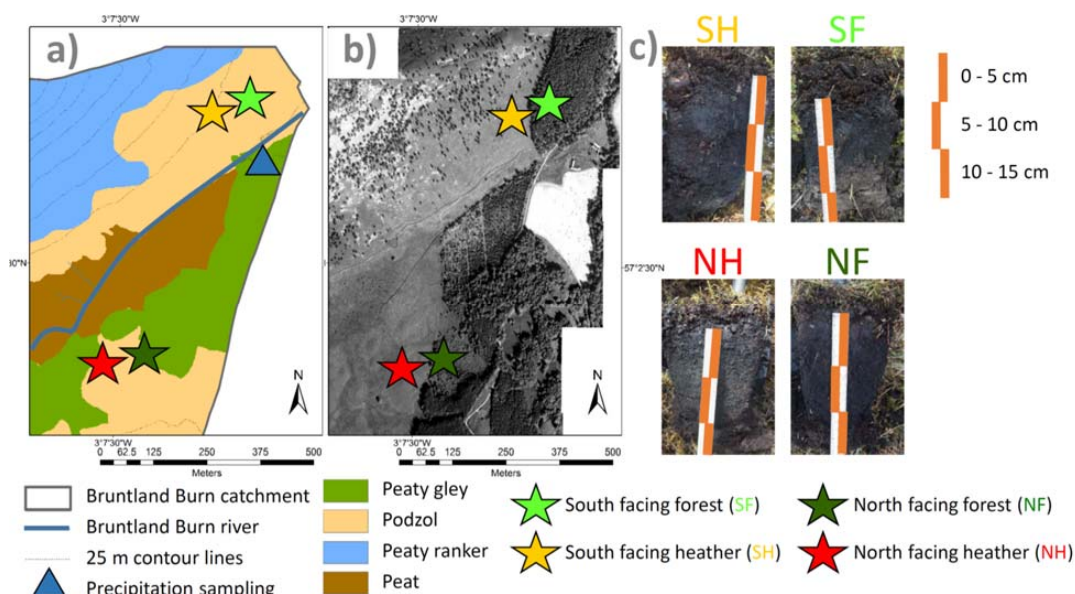 3°7'30"W
3°7'30"W
a)
b)
c)
SH
SF
0 - 5 cm
5 - 10 cm
10 - 15 cm
30"N
57°2'30"N
NH
NF
N
N
3°7'30"W
3°7'30"W
0 62.5 125 250 375 500
Meters
0 62.5 125 250 375 500
Meters
Bruntland Burn catchment
Bruntland Burn river
25 m contour lines
Precipitation sampling
Peaty gley
Podzol
Peaty ranker
Peat
South facing forest (SF)
South facing heather (SH)
North facing forest (NF)
North facing heather (NH)